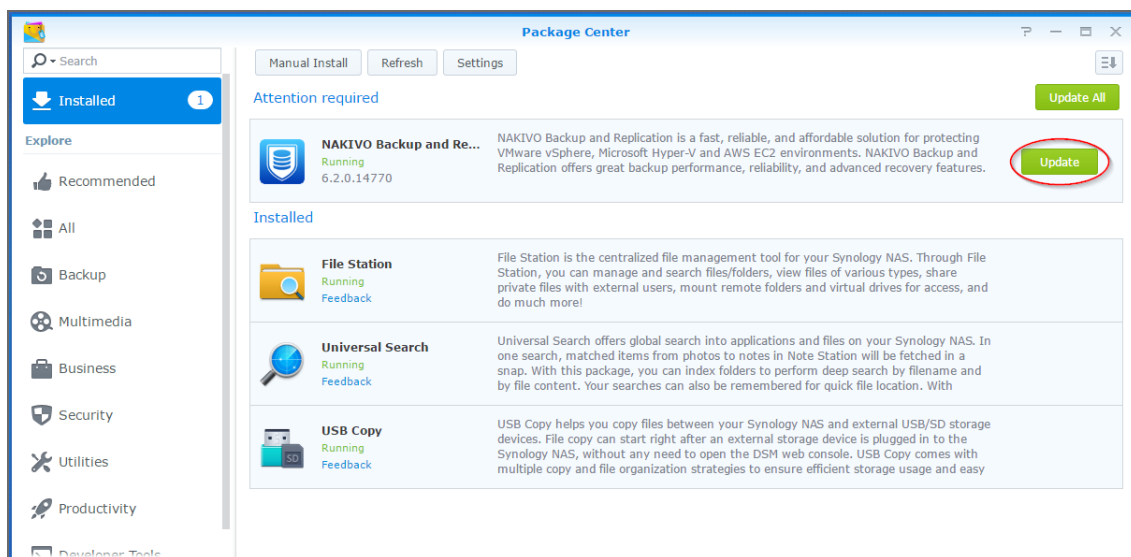 Package Center
Search
Manual Install Refresh Settings
Installed 1
Attention required
Update All
Explore
NAKIVO Backup and Re...
Running
6.2.0.14770
NAKIVO Backup and Replication is a fast, reliable, and affordable solution for protecting
VMware vSphere, Microsoft Hyper-V and AWS EC2 environments. NAKIVO Backup and
Replication offers great backup performance, reliability, and advanced recovery features.
Update
Recommended
All
Backup
Multimedia
Business
Security
Utilities
Productivity
Developer Tools
Installed
File Station
Running
Feedback
File Station is the centralized file management tool for your Synology NAS. Through File
Station, you can manage and search files/folders, view files of various types, share
private files with external users, mount remote folders and virtual drives for access, and
do much more!
Universal Search
Running
Feedback
Universal Search offers global search into applications and files on your Synology NAS. In
one search, matched items from photos to notes in Note Station will be fetched in a
snap. With this package, you can index folders to perform deep search by filename and
by file content. Your searches can also be remembered for quick file location. With
USB Copy
Running
Feedback
SD
USB Copy helps you copy files between your Synology NAS and external USB/SD storage
devices. File copy can start right after an external storage device is plugged in to the
Synology NAS, without any need to open the DSM web console. USB Copy comes with
multiple copy and file organization strategies to ensure efficient storage usage and easy